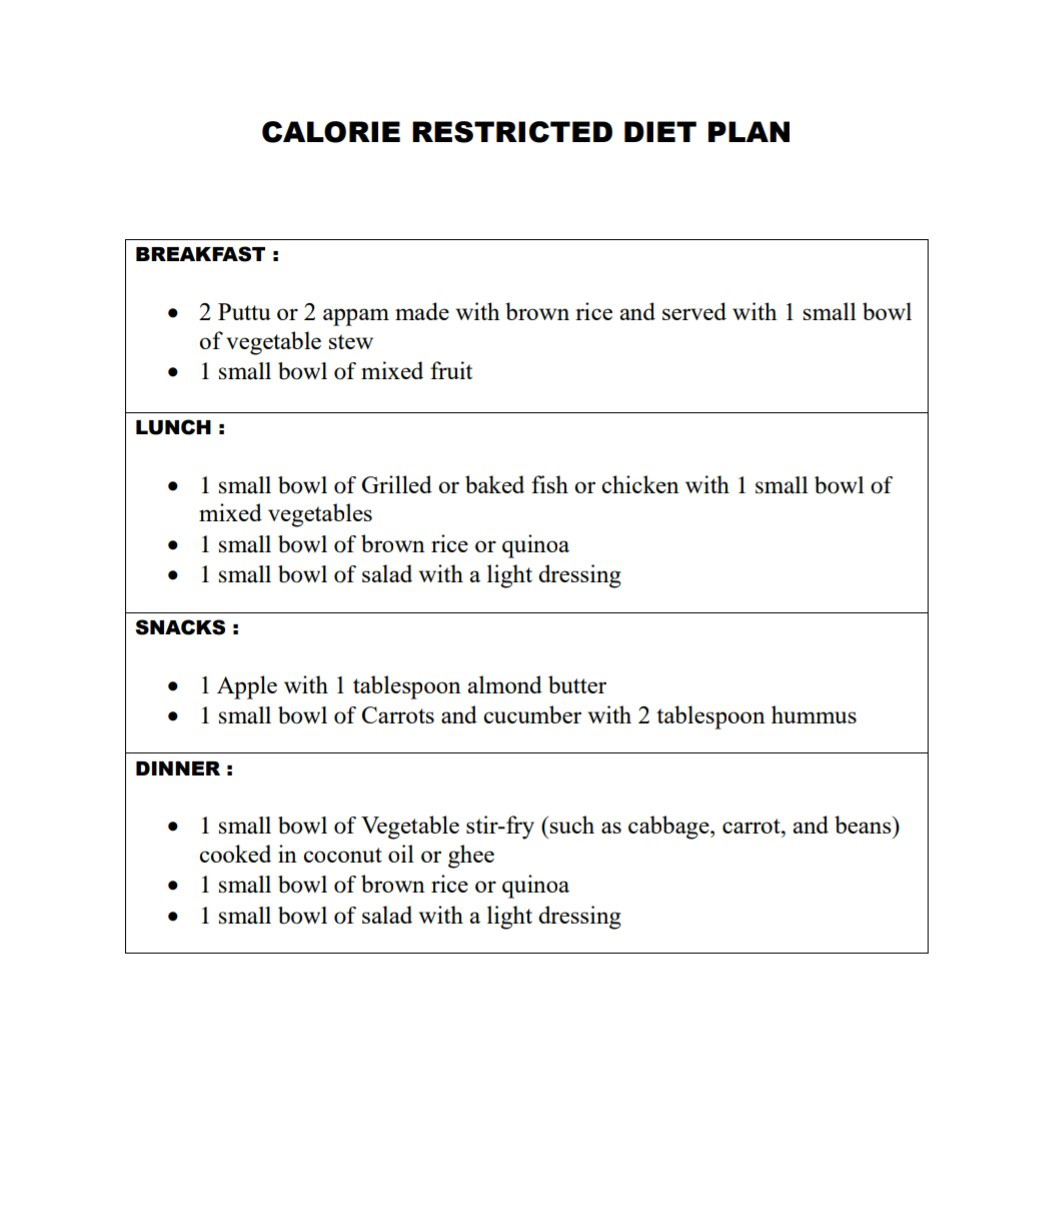 CALORIE RESTRICTED DIET PLAN
BREAKFAST :
• 2 Puttu or 2 appam made with brown rice and served with 1 small bowl
of vegetable stew
• 1 small bowl of mixed fruit
LUNCH :
• 1 small bowl of Grilled or baked fish or chicken with 1 small bowl of
mixed vegetables
• 1 small bowl of brown rice or quinoa
• 1 small bowl of salad with a light dressing
SNACKS :
• 1 Apple with 1 tablespoon almond butter
• 1 small bowl of Carrots and cucumber with 2 tablespoon hummus
DINNER :
• 1 small bowl of Vegetable stir-fry (such as cabbage, carrot, and beans)
cooked in coconut oil or ghee
• 1 small bowl of brown rice or quinoa
• 1 small bowl of salad with a light dressing